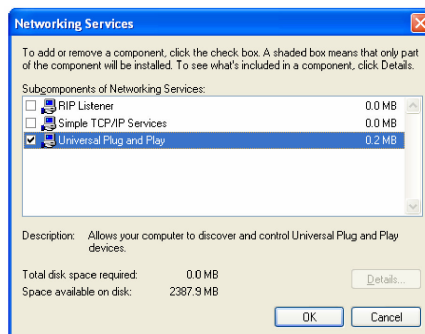 Networking Services
To add or remove a component, click the check box. A shaded box means that only part
of the component will be installed. To see what's included in a component, click Details.
Subcomponents of Networking Services:
RIP Listener 0.0 MB
Simple TCP/IP Services 0.0 MB
Universal Plug and Play 0.2 MB
Description: Allows your computer to discover and control Universal Plug and Play
devices.
Total disk space required: 0.0 MB
Details...
Space available on disk: 2387.9 MB
OK Cancel